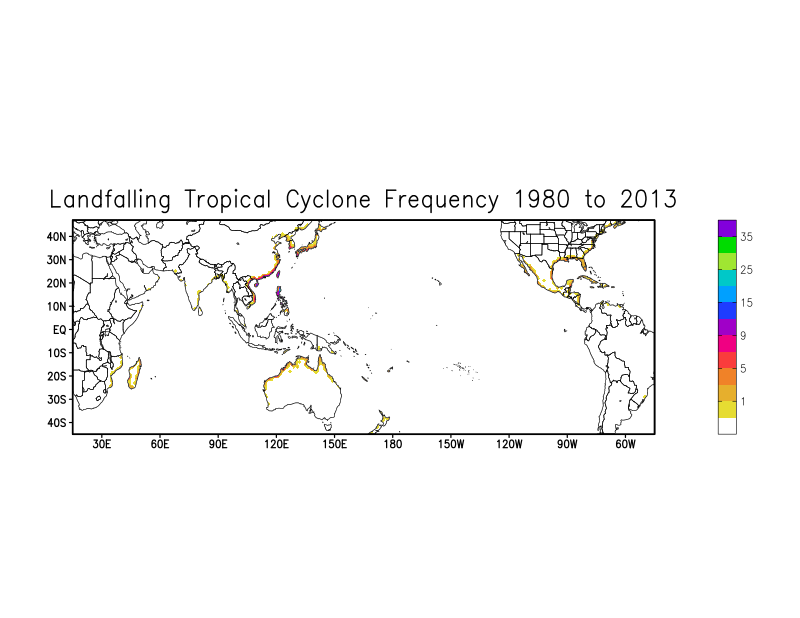 Landfalling Tropical Cyclone Frequency 1980 to 2013
40N
30N
20N
10N
EQ
10S
20S
30S
40S
30E 60E 90E 120E 150E 180 150W 120W 90W 60W
35
25
15
9
5
1